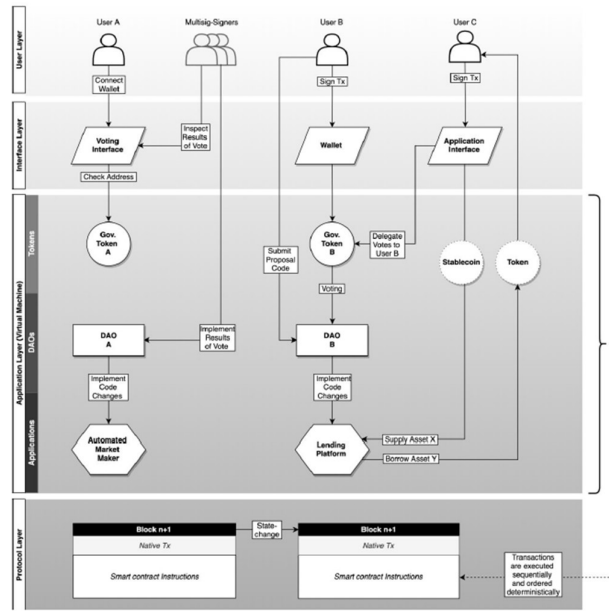 User A
Multisig-Signers
User B
User C
User Layer
Connect
Wallet
Sign Tx
Sign Tx
Interface Layer
Voting
Interface
Inspect
Results
of Vote
Wallet
Application
Interface
Check Address
Application Layer (Virtual Machine)
Tokens
Gov.
Token
A
Submit
Proposal
Code
Gov.
Token
B
Delegate
Votes to
User B
Stablecoin
Token
Voting
DAOs
DAO
A
Implement
Results
of Vote
DAO
B
Implement
Code
Changes
Implement
Code
Changes
Applications
Automated
Market
Maker
Lending
Platform
Supply Asset X
Borrow Asset Y
Protocol Layer
Block n+1
Native Tx
Smart contract Instructions
State-
change
Block n+1
Native Tx
Smart contract Instructions
Transactions
are executed
sequentially
and ordered
deterministically